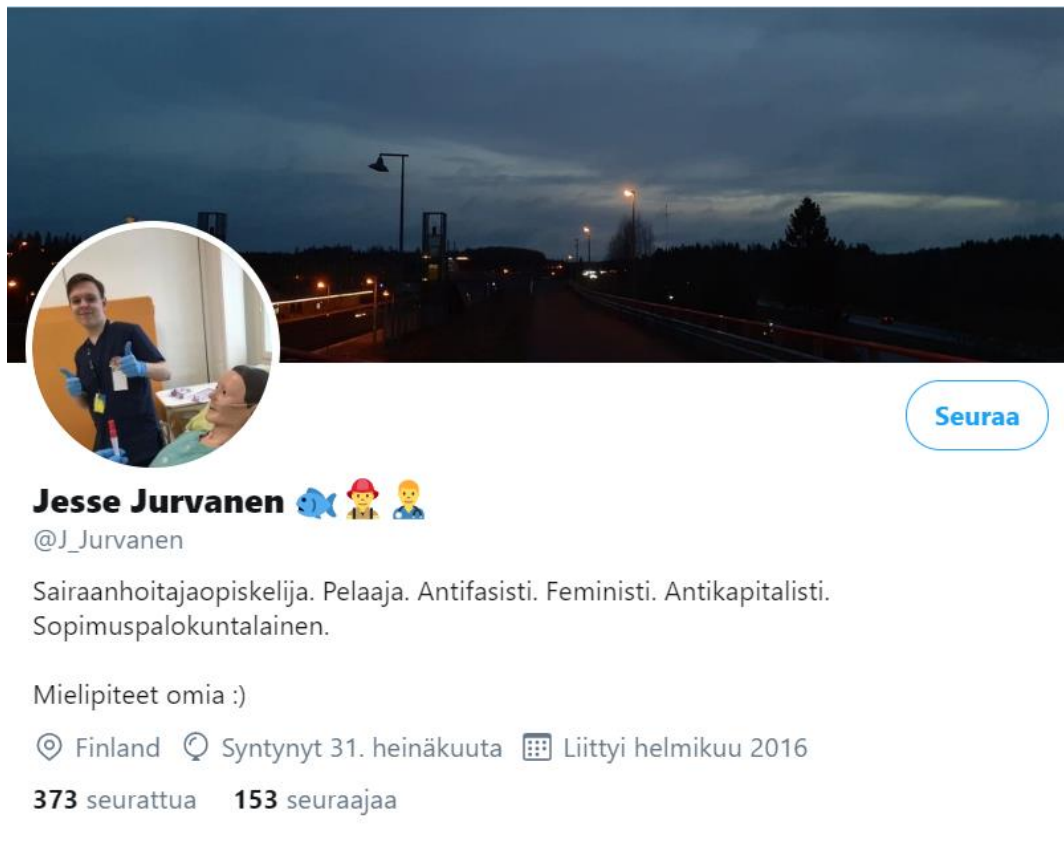 Seuraa
Jesse Jurvanen 🐟👨‍🚒👨‍⚕️
@J_Jurvanen
Sairaanhoitajaopiskelija. Pelaaja. Antifasisti. Feministi. Antikapitalisti.
Sopimuspalokuntalainen.
Mielipiteet omia :)
Finland Syntynyt 31. heinäkuuta Liittyi helmikuu 2016
373 seurattua 153 seuraajaa